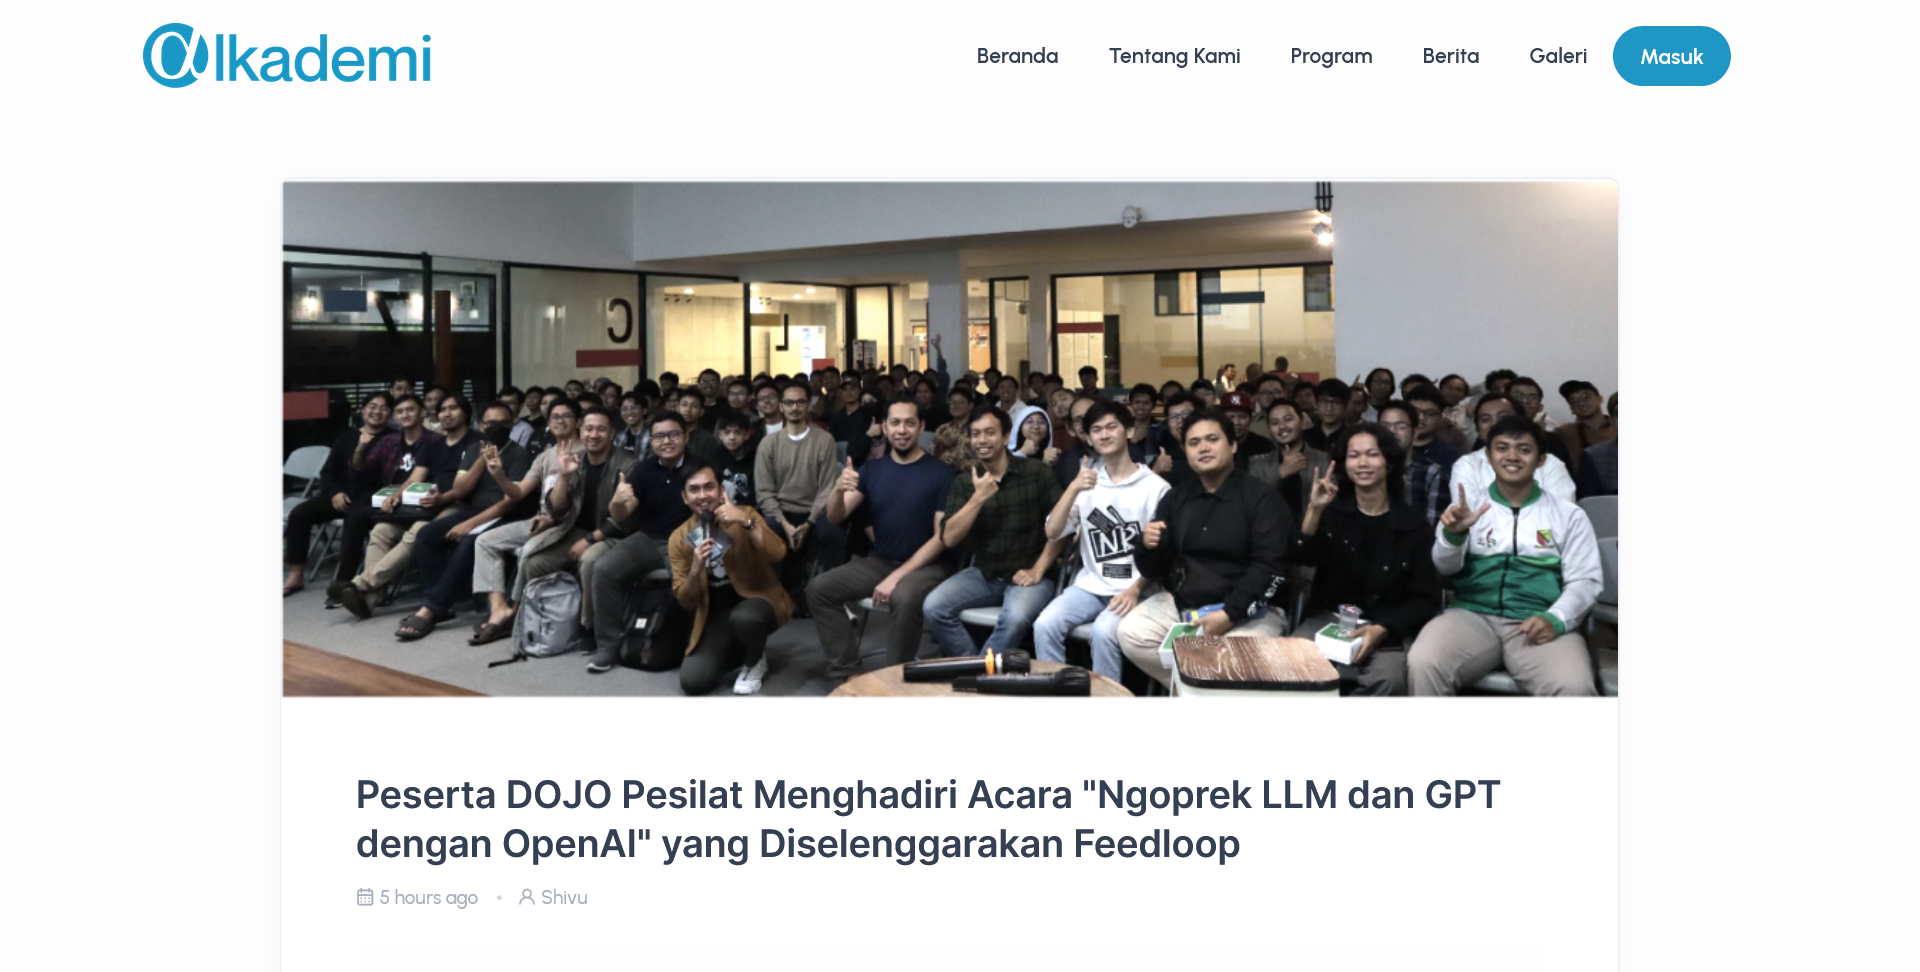 @lkademi
Beranda
Tentang Kami
Program
Berita
Galeri
Masuk
Peserta DOJO Pesilat Menghadiri Acara "Ngoprek LLM dan GPT
dengan OpenAI" yang Diselenggarakan Feedloop
5 hours ago • Shivu